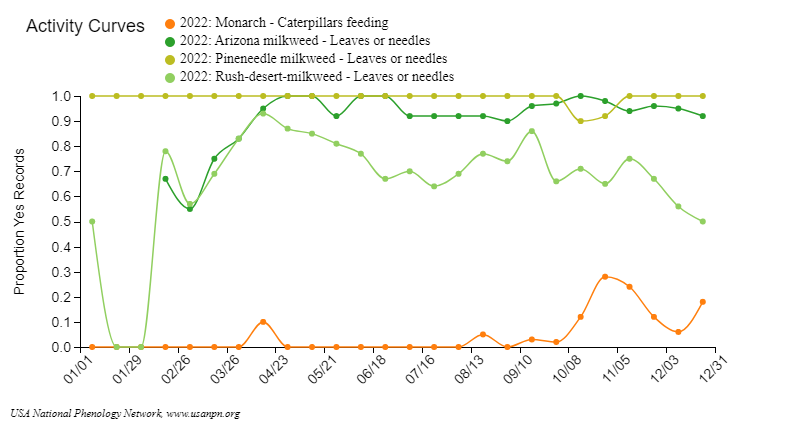 Activity Curves
2022: Monarch - Caterpillars feeding
2022: Arizona milkweed - Leaves or needles
2022: Pineneedle milkweed - Leaves or needles
2022: Rush-desert-milkweed - Leaves or needles
Proportion Yes Records
1.0
0.9
0.8
0.7
0.6
0.5
0.4
0.3
0.2
0.1
0.0
01/01 01/29 02/26 03/26 04/23 05/21 06/18 07/16 08/13 09/10 10/08 11/05 12/03 12/31
USA National Phenology Network, www.usanpn.org